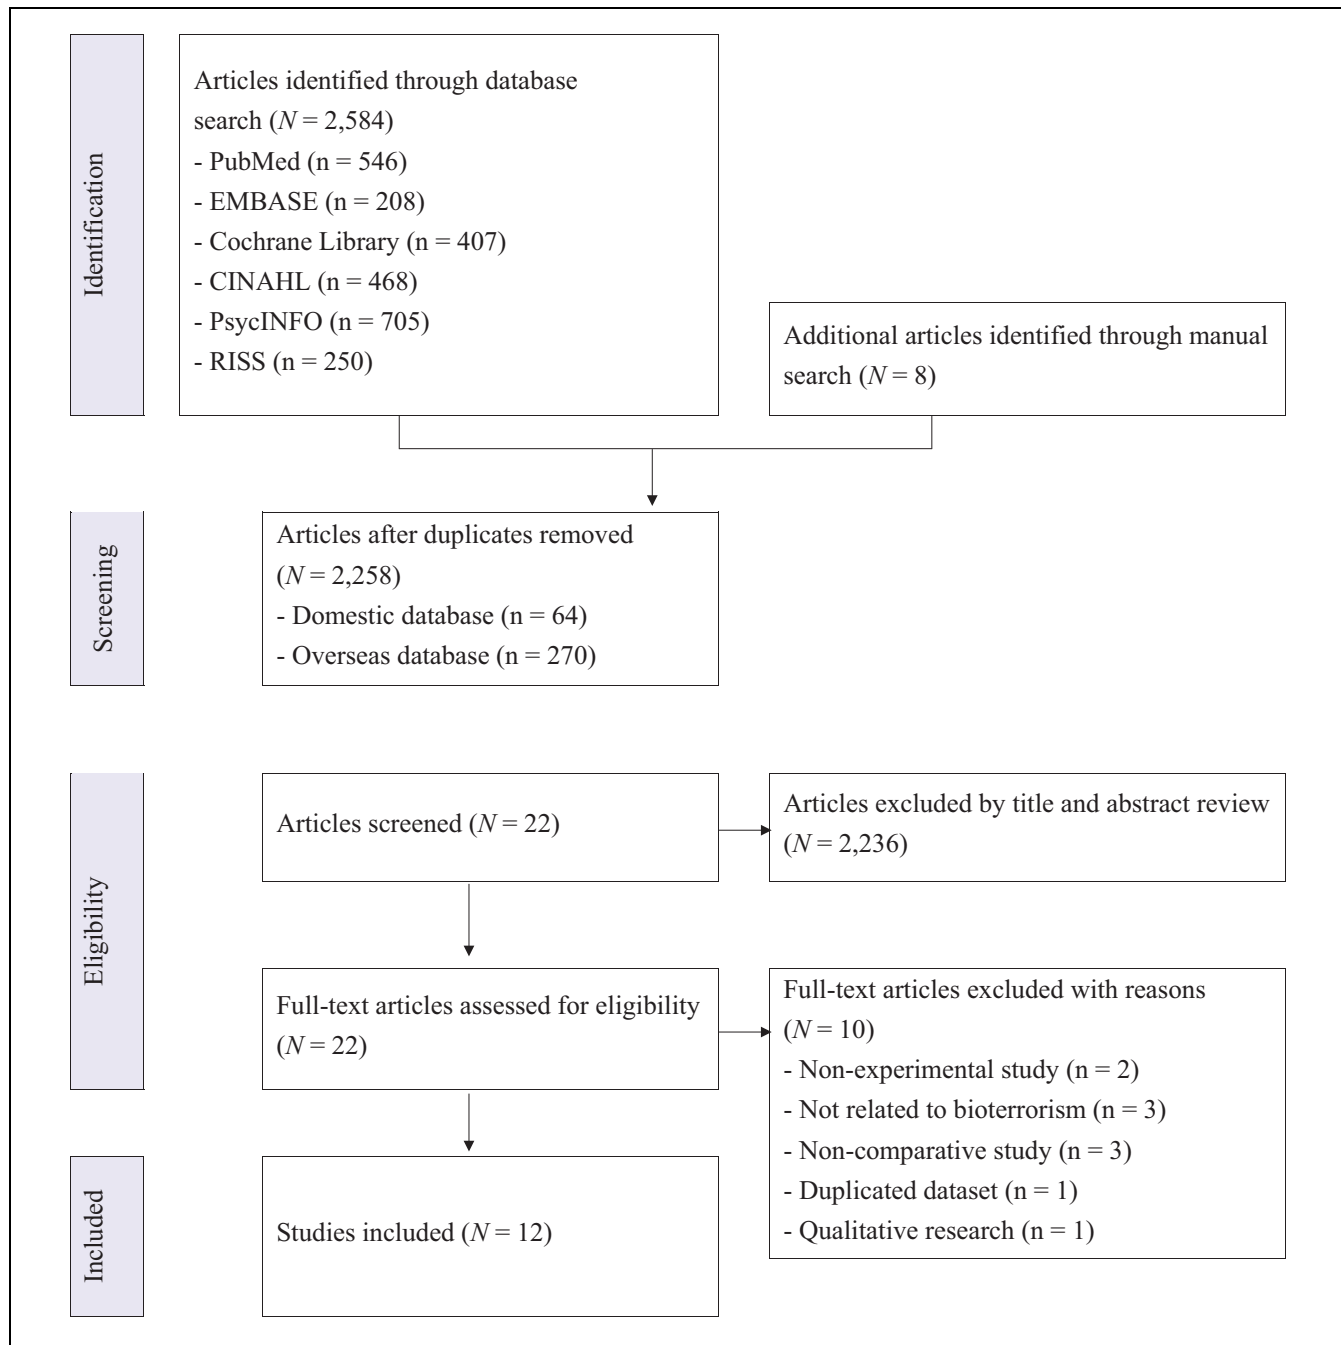 Identification
Articles identified through database
search (N = 2,584)
- PubMed (n = 546)
- EMBASE (n = 208)
- Cochrane Library (n = 407)
- CINAHL (n = 468)
- PsycINFO (n = 705)
- RISS (n = 250)
Additional articles identified through manual
search (N = 8)
Screening
Articles after duplicates removed
(N = 2,258)
- Domestic database (n = 64)
- Overseas database (n = 270)
Eligibility
Articles screened (N = 22)
Articles excluded by title and abstract review
(N = 2,236)
Full-text articles assessed for eligibility
(N = 22)
Full-text articles excluded with reasons
(N = 10)
- Non-experimental study (n = 2)
- Not related to bioterrorism (n = 3)
- Non-comparative study (n = 3)
- Duplicated dataset (n = 1)
- Qualitative research (n = 1)
Included
Studies included (N = 12)